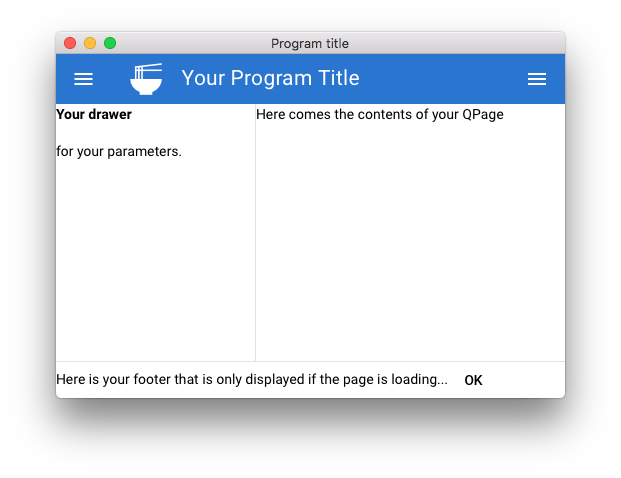 Program title
Your Program Title
Your drawer
Here comes the contents of your QPage
for your parameters.
Here is your footer that is only displayed if the page is loading... OK